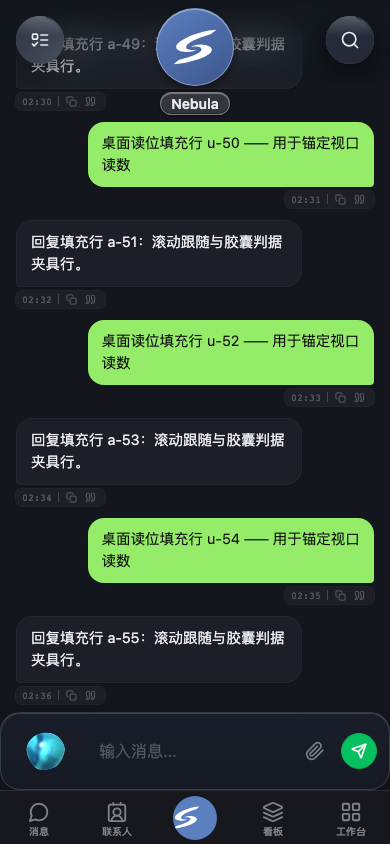 填充行 a-49：
胶囊判据
夹具行。
Nebula
02:30
桌面读位填充行 u-50 —— 用于锚定视口
读数
02:31
回复填充行 a-51：滚动跟随与胶囊判据
夹具行。
02:32
桌面读位填充行 u-52 —— 用于锚定视口
读数
02:33
回复填充行 a-53：滚动跟随与胶囊判据
夹具行。
02:34
桌面读位填充行 u-54 —— 用于锚定视口
读数
02:35
回复填充行 a-55：滚动跟随与胶囊判据
夹具行。
02:36
输入消息...
消息
联系人
看板
工作台